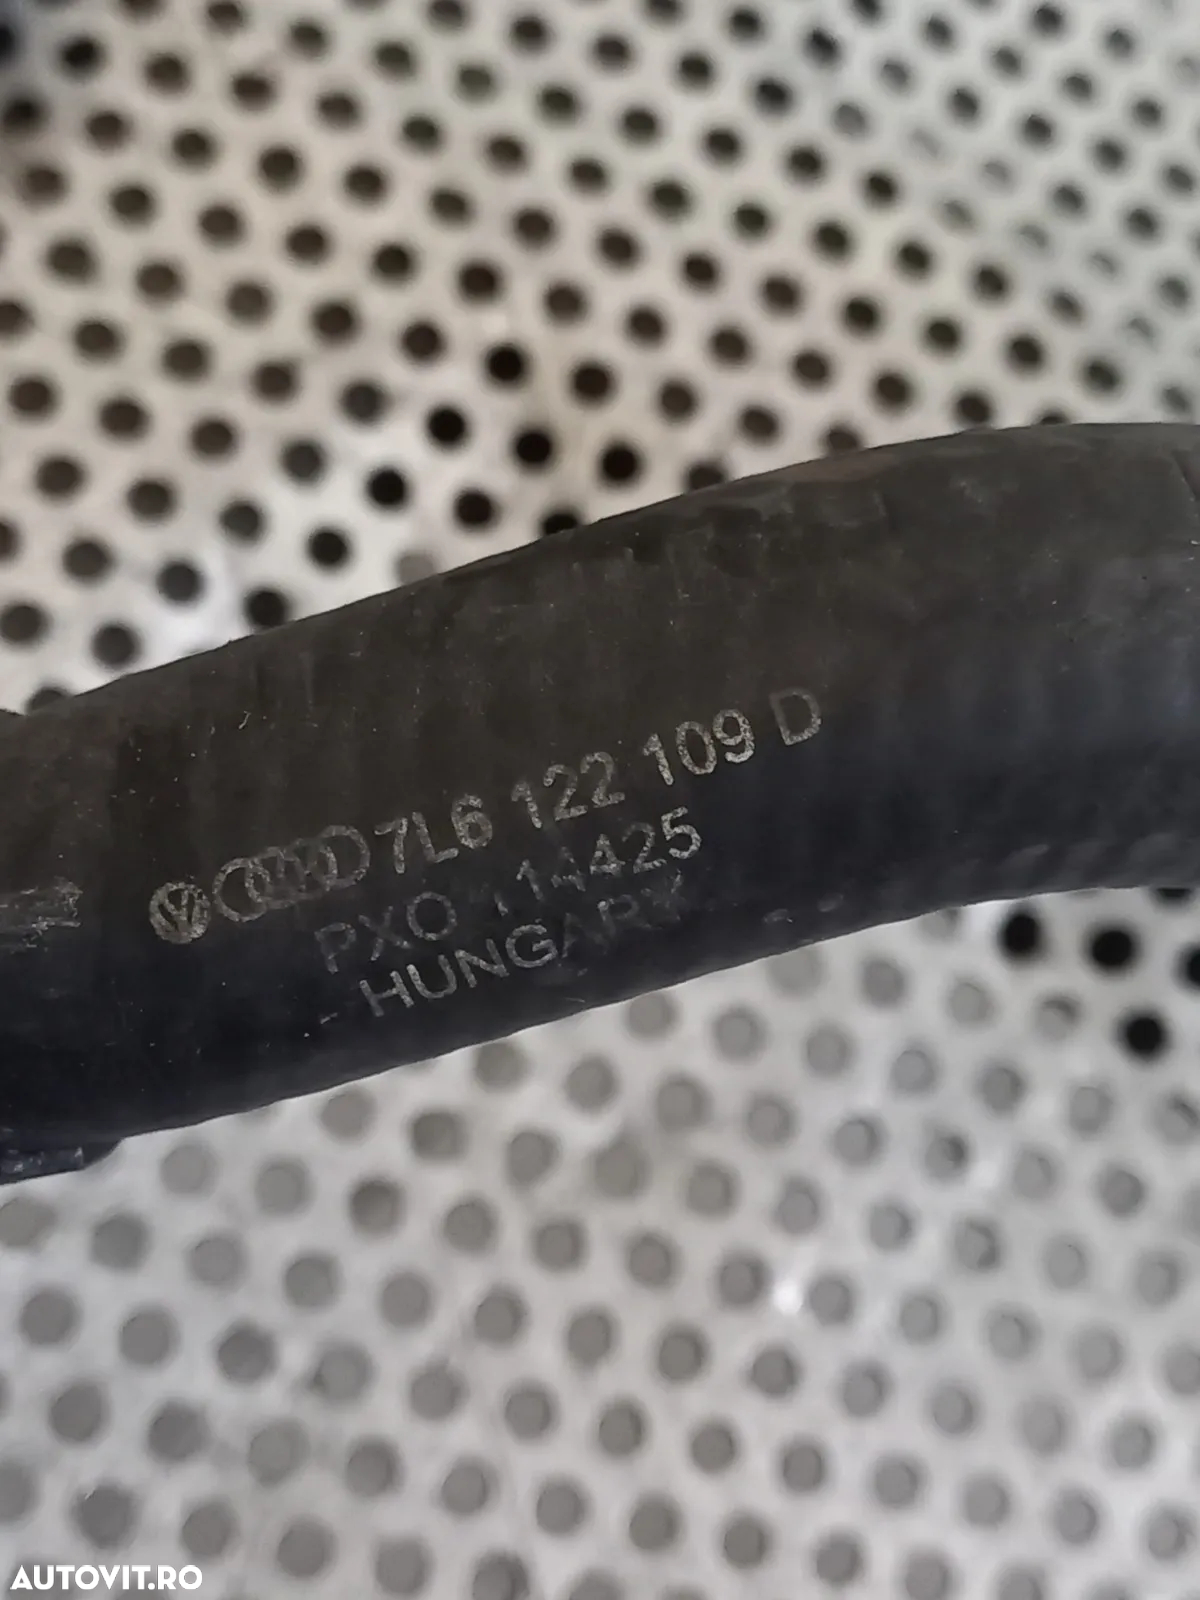 7L6 122 109 D
PXO 114425
HUNGARY
AUTOVIT.RO